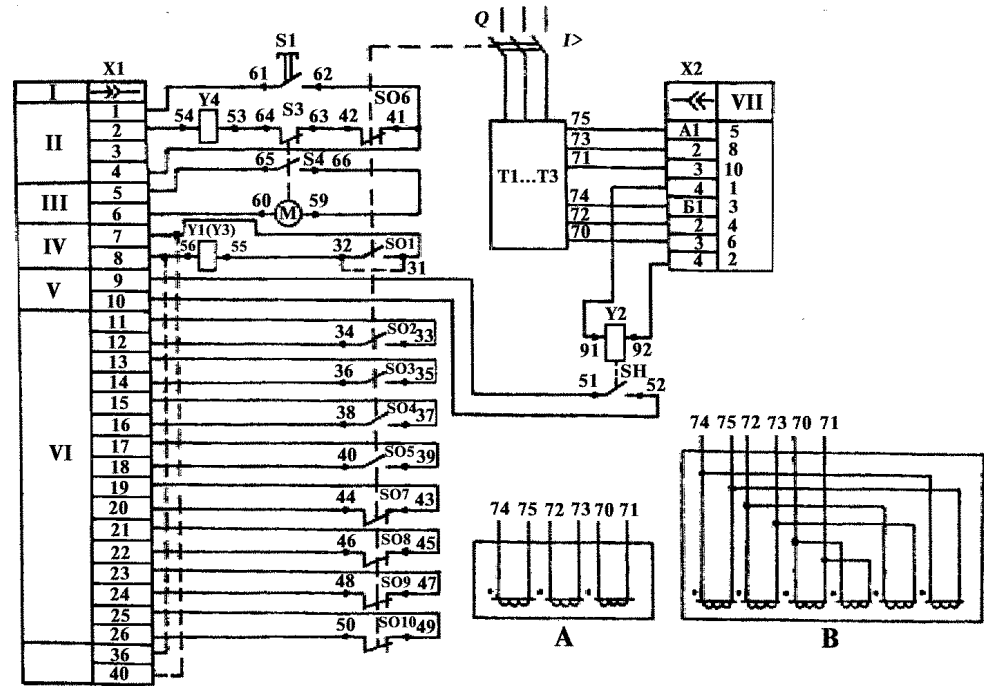 Q I>
S1
X1 61 62 X2
I VII
1 Y4 S3 SO6
II 2 54 53 64 63 42 41 75 A1 5
3 73 2 8
4 65 S4 66 71 3 10
T1...T3 4 1
III 5 74 Б1 3
6 60 M 59 72 2 4
IV 7 Y1(Y3) 70 3 6
8 56 55 32 SO1 31 4 2
V 9
10 Y2
VI 11
12 34 SO2 33 91 92
13 SH
14 36 SO3 35 51 52
15
16 38 SO4 37 74 75 72 73 70 71
17
18 40 SO5 39
19
20 44 SO7 43 74 75 72 73 70 71
21
22 46 SO8 45
23
24 48 SO9 47
25
26 50 SO10 49 A B
36
40